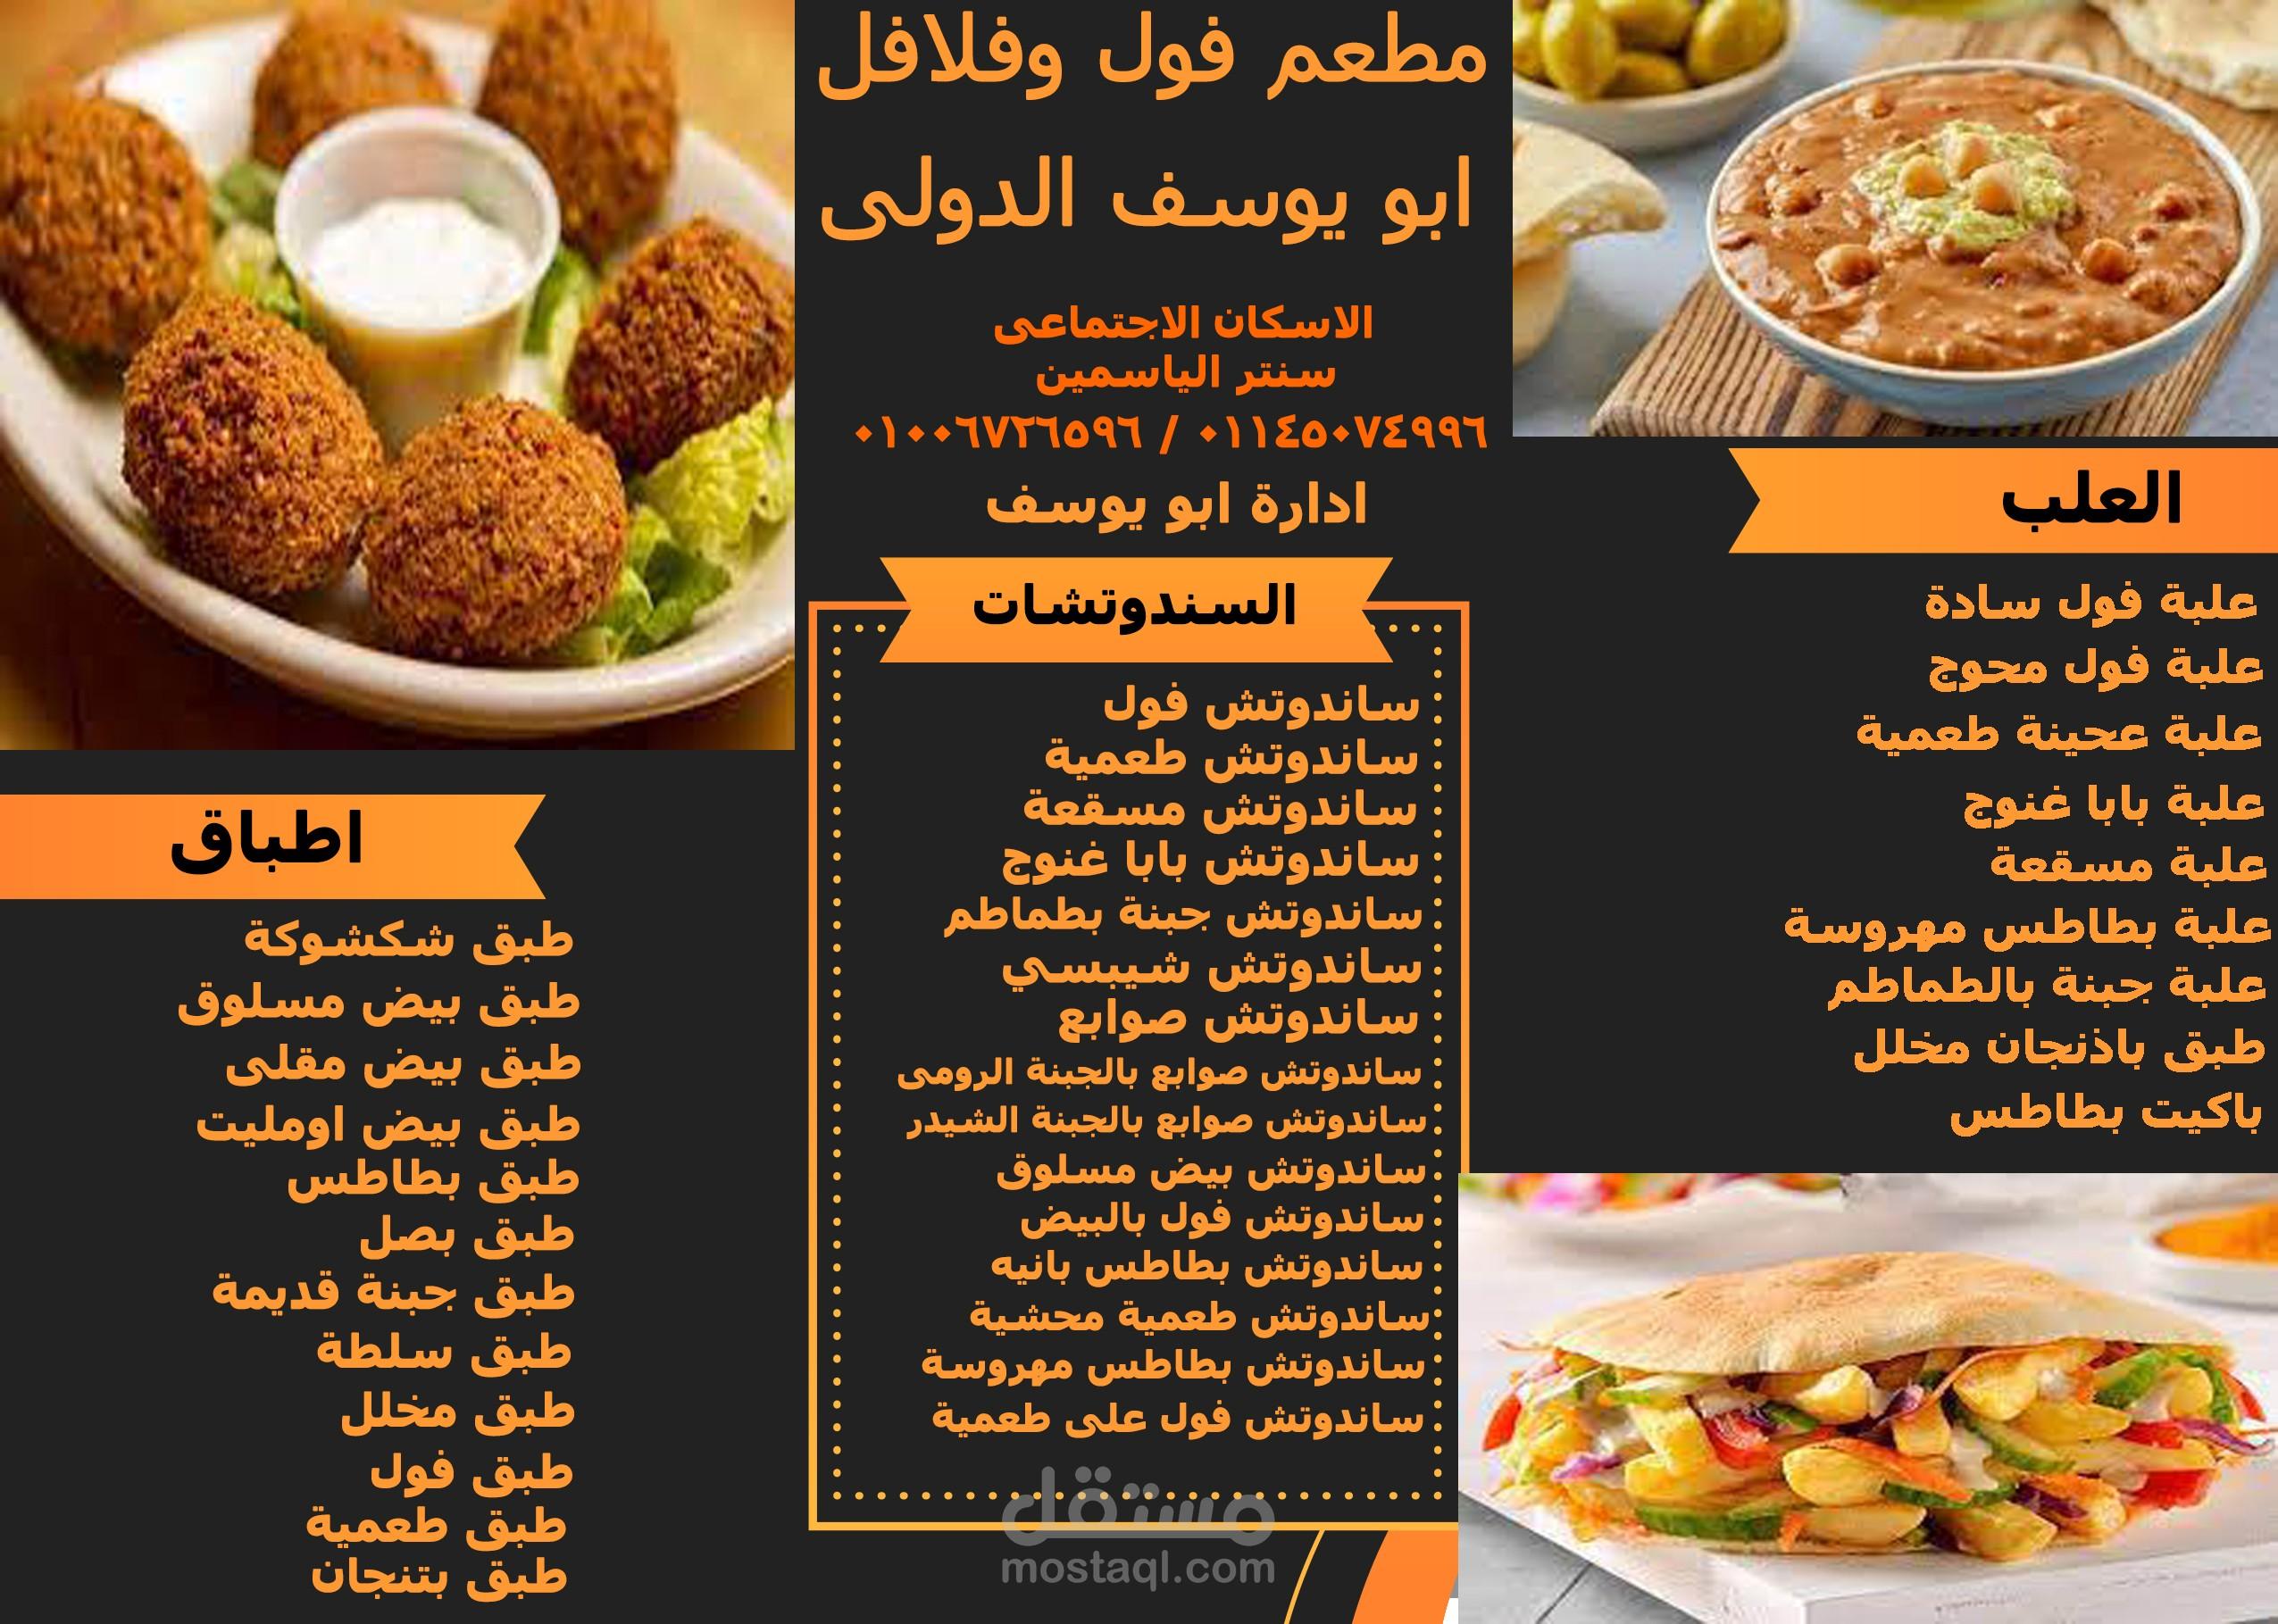 مطعم فول وفلافل
ابو يوسف الدولى
الاسكان الاجتماعى
سنتر الياسمين
٠١٠٠٦٧٢٦٥٩٦ / ٠١١٤٥٠٧٤٩٩٦
ادارة ابو يوسف
العلب
علبة فول سادة
علبة فول محوج
علبة عحينة طعمية
علبة بابا غنوج
علبة مسقعة
علبة بطاطس مهروسة
علبة جبنة بالطماطم
طبق باذنجان مخلل
باكيت بطاطس
السندوتشات
ساندوتش فول
ساندوتش طعمية
ساندوتش مسقعة
ساندوتش بابا غنوج
ساندوتش جبنة بطماطم
ساندوتش شيبسي
ساندوتش صوابع
ساندوتش صوابع بالجبنة الرومى
ساندوتش صوابع بالجبنة الشيدر
ساندوتش بيض مسلوق
ساندوتش فول بالبيض
ساندوتش بطاطس بانيه
ساندوتش طعمية محشية
ساندوتش بطاطس مهروسة
ساندوتش فول على طعمية
اطباق
طبق شكشوكة
طبق بيض مسلوق
طبق بيض مقلى
طبق بيض اومليت
طبق بطاطس
طبق بصل
طبق جبنة قديمة
طبق سلطة
طبق مخلل
طبق فول
طبق طعمية
طبق بتنجان
مستقل
mostaql.com